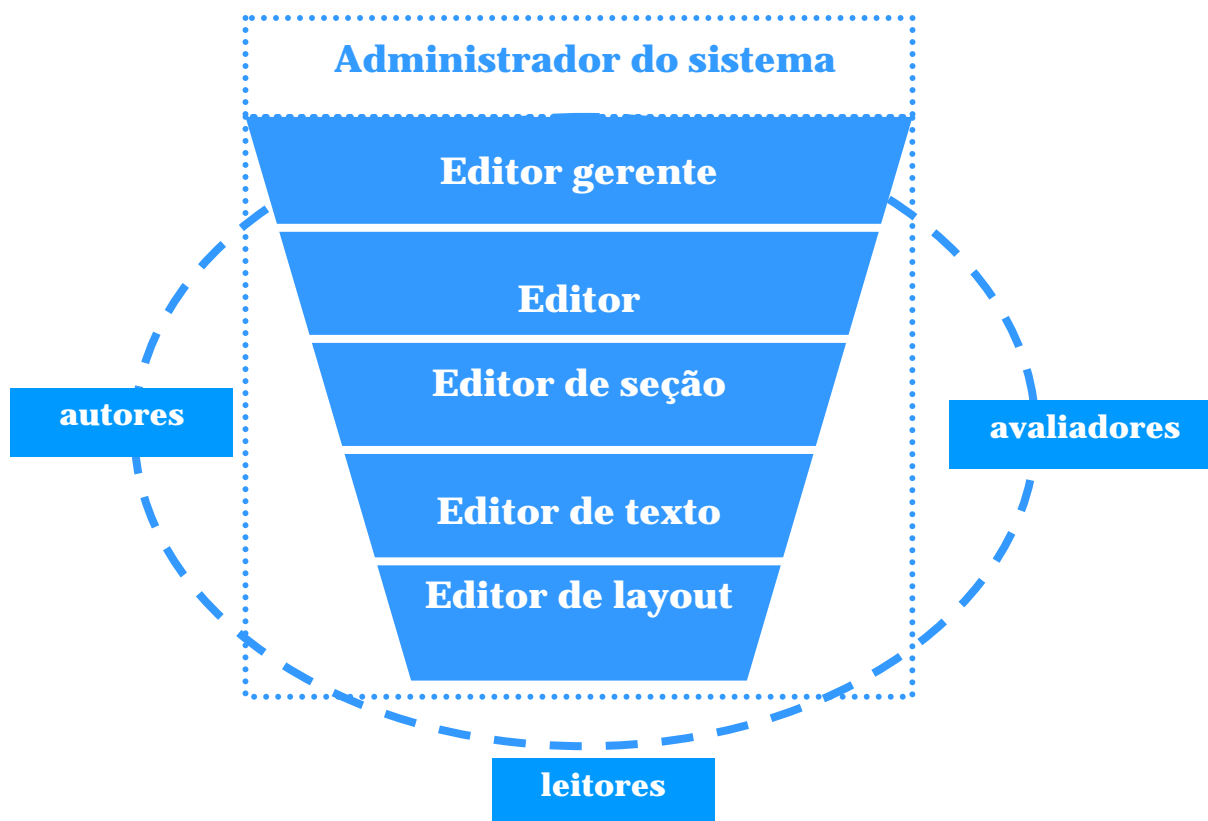 Administrador do sistema
Editor gerente
Editor
Editor de seção
autores
avaliadores
Editor de texto
Editor de layout
leitores